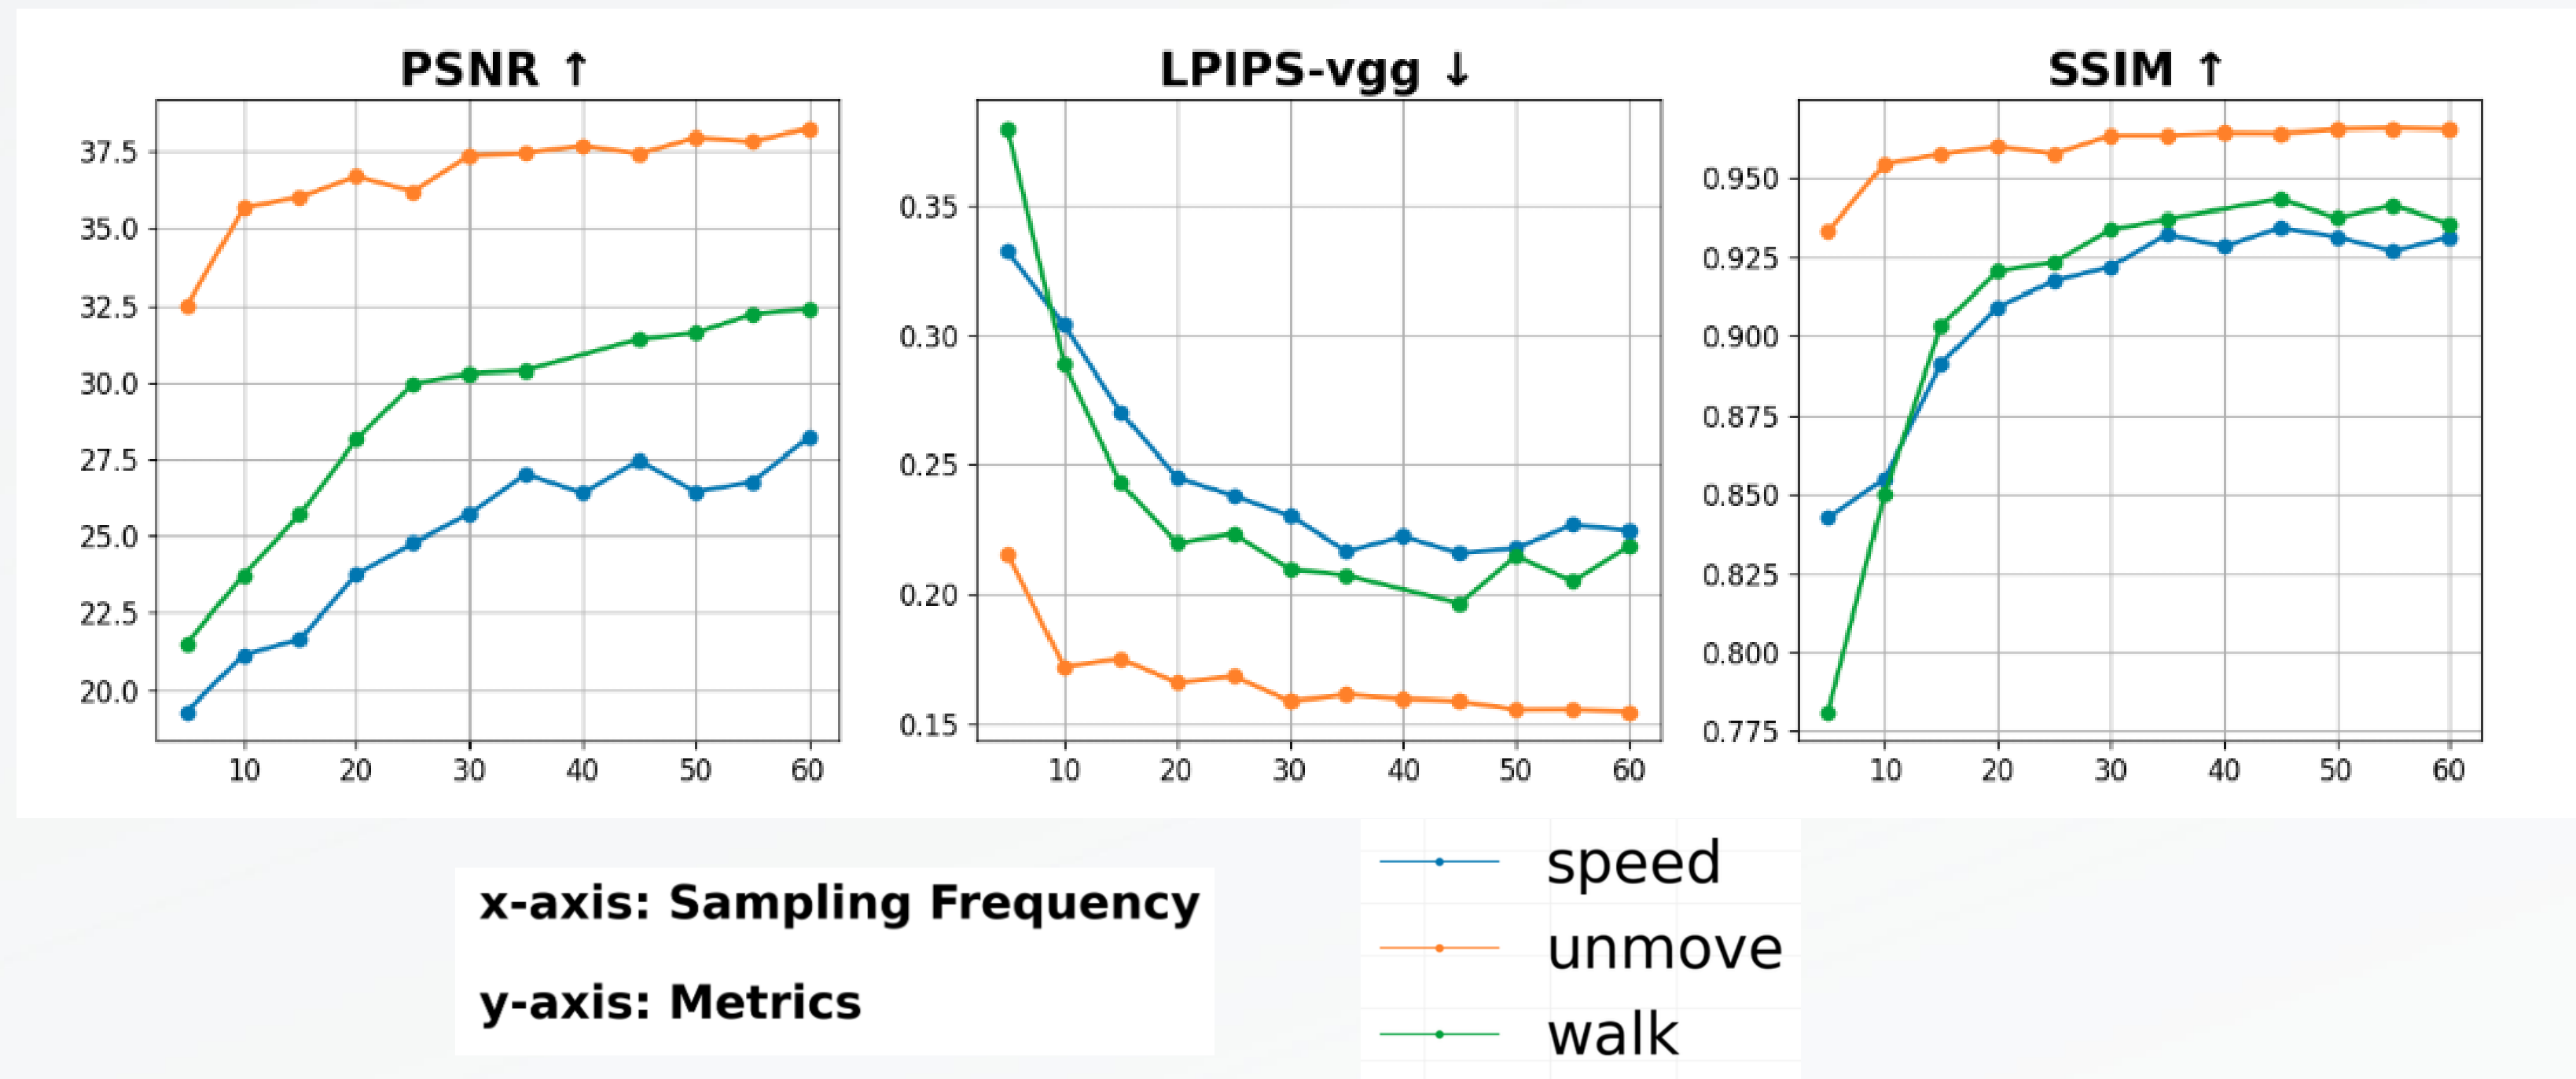 PSNR ↑
37.5
35.0
32.5
30.0
27.5
25.0
22.5
20.0
10 20 30 40 50 60
LPIPS-vgg ↓
0.35
0.30
0.25
0.20
0.15
10 20 30 40 50 60
SSIM ↑
0.950
0.925
0.900
0.875
0.850
0.825
0.800
0.775
10 20 30 40 50 60
x-axis: Sampling Frequency
y-axis: Metrics
speed
unmove
walk